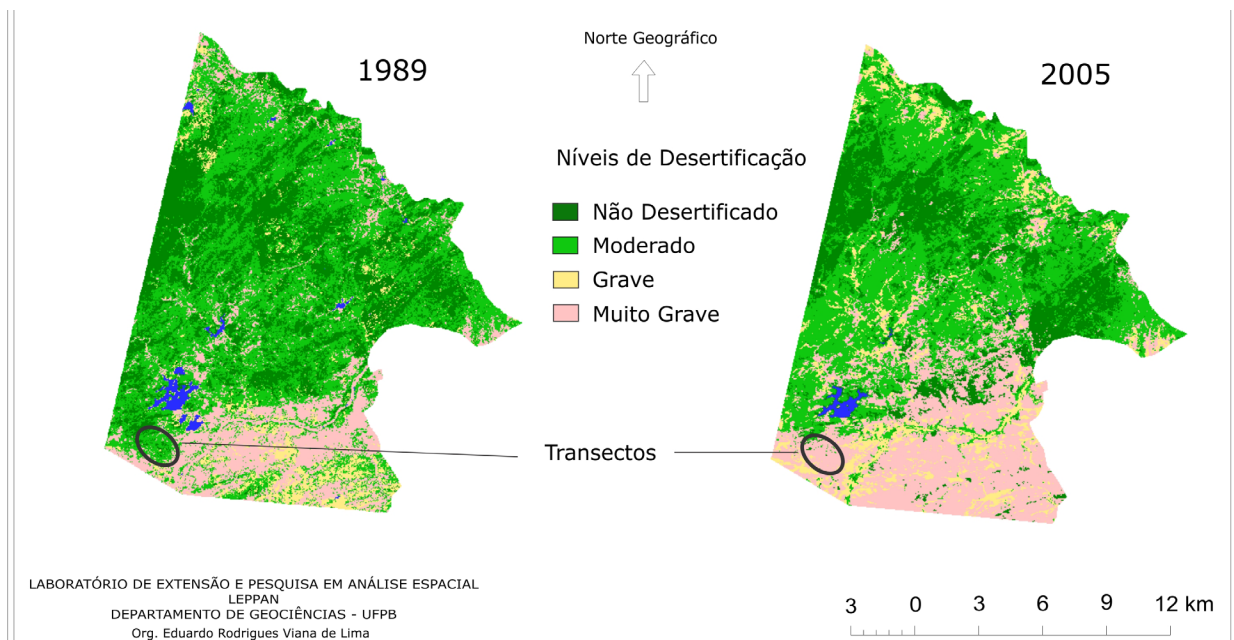 1989
Norte Geográfico
2005
Níveis de Desertificação
Não Desertificado
Moderado
Grave
Muito Grave
Transectos
LABORATÓRIO DE EXTENSÃO E PESQUISA EM ANÁLISE ESPACIAL
LEPPAN
DEPARTAMENTO DE GEOCIÊNCIAS - UFPB
Org. Eduardo Rodrigues Viana de Lima
3 0 3 6 9 12 km